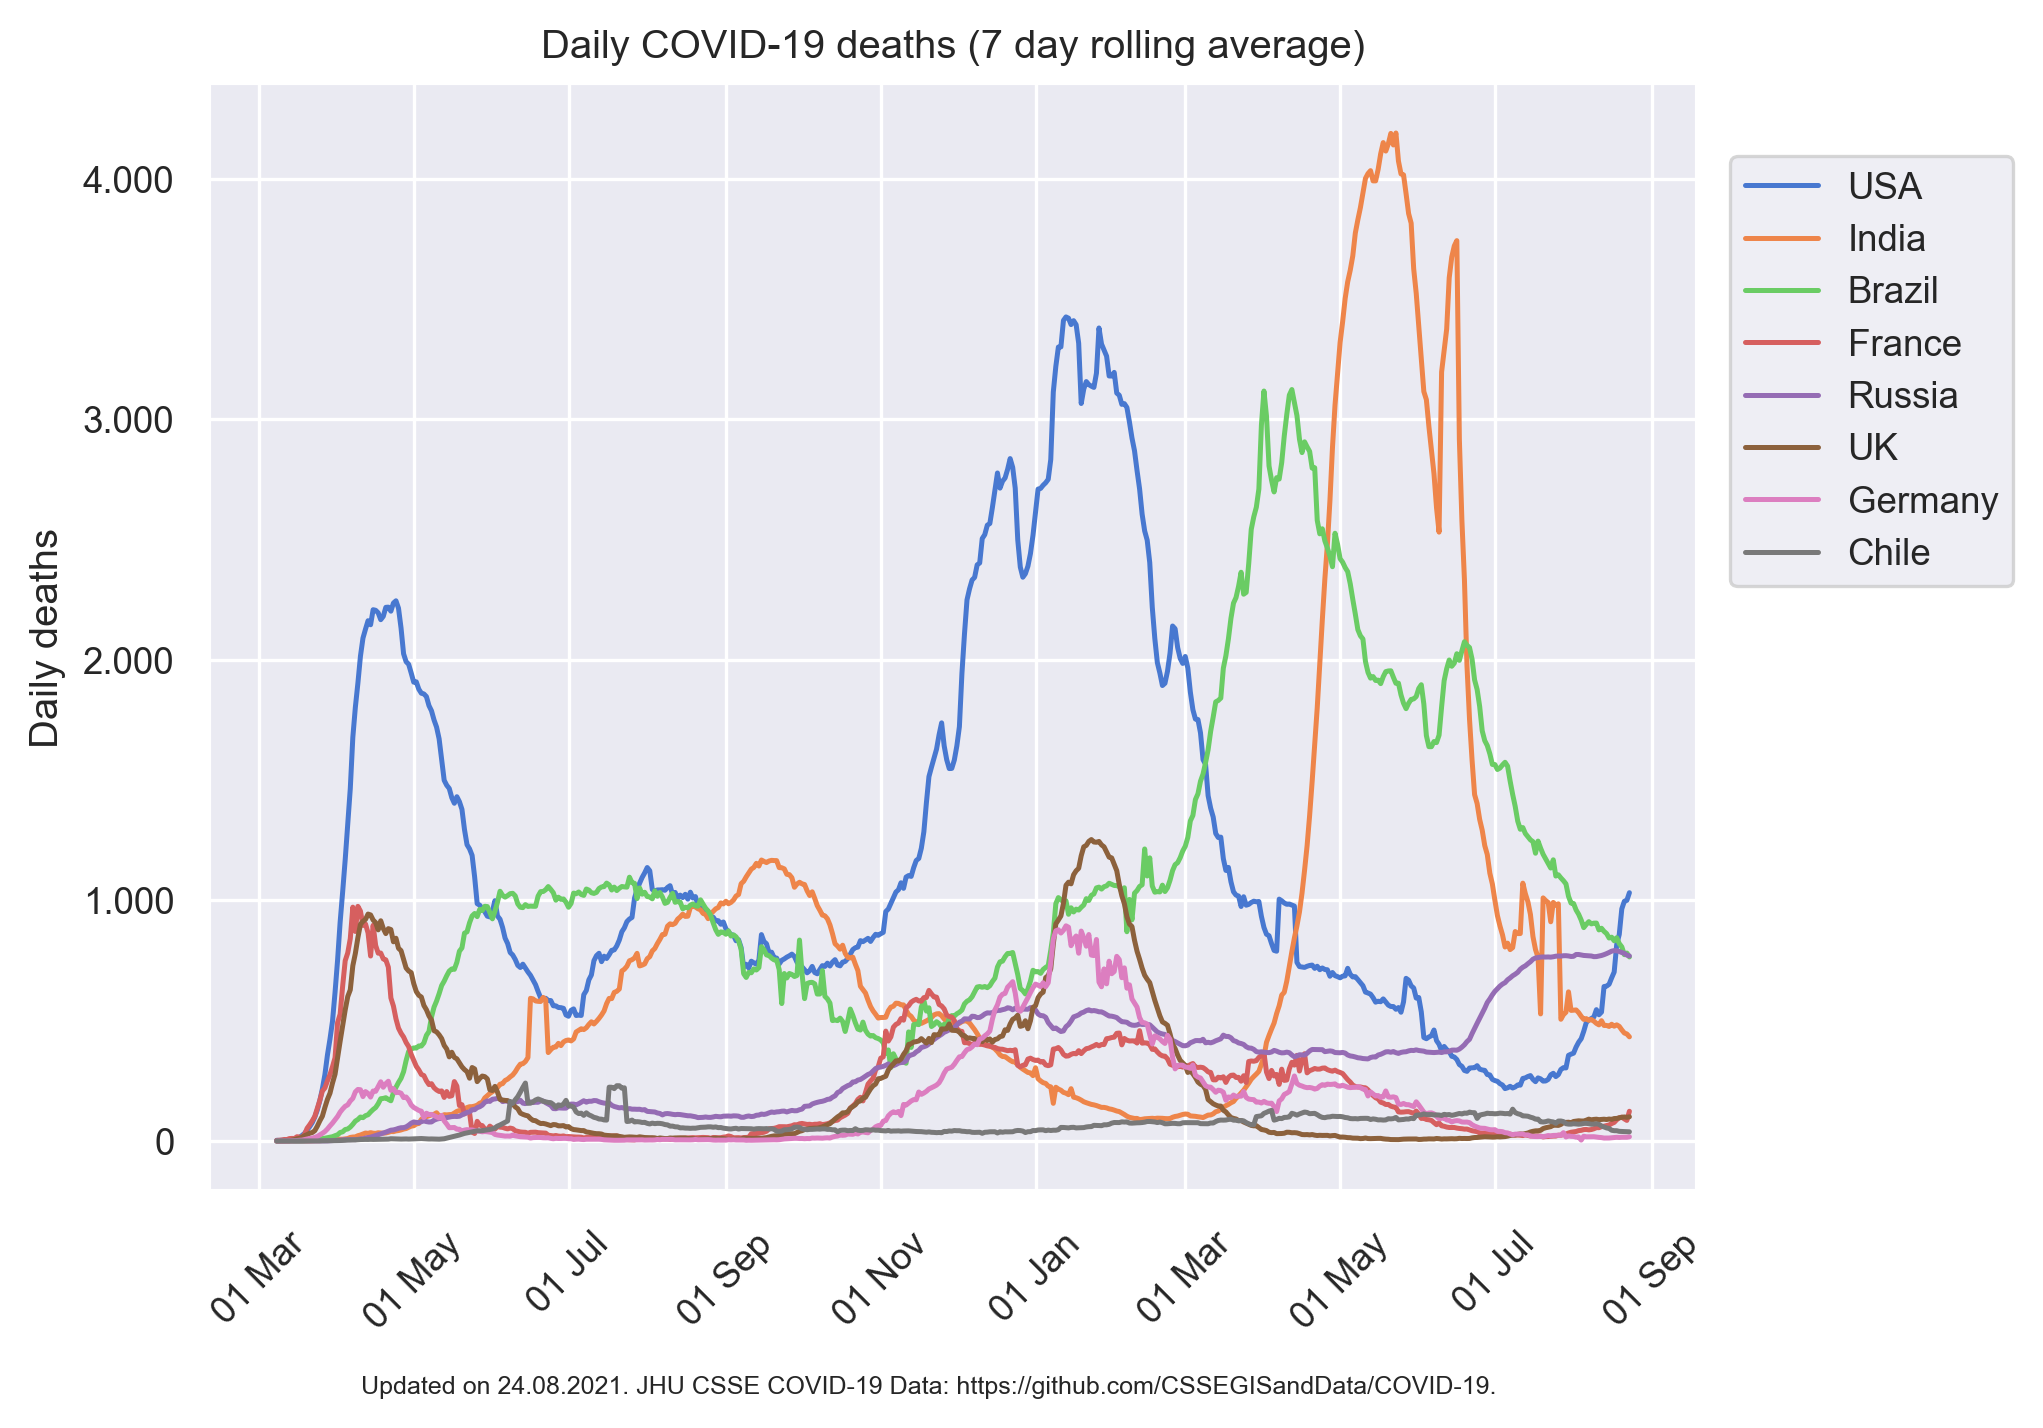 Daily COVID-19 deaths (7 day rolling average)
Daily deaths
4.000
3.000
2.000
1.000
0
01 Mar
01 May
01 Jul
01 Sep
01 Nov
01 Jan
01 Mar
01 May
01 Jul
01 Sep
USA
India
Brazil
France
Russia
UK
Germany
Chile
Updated on 24.08.2021. JHU CSSE COVID-19 Data: https://github.com/CSSEGISandData/COVID-19.